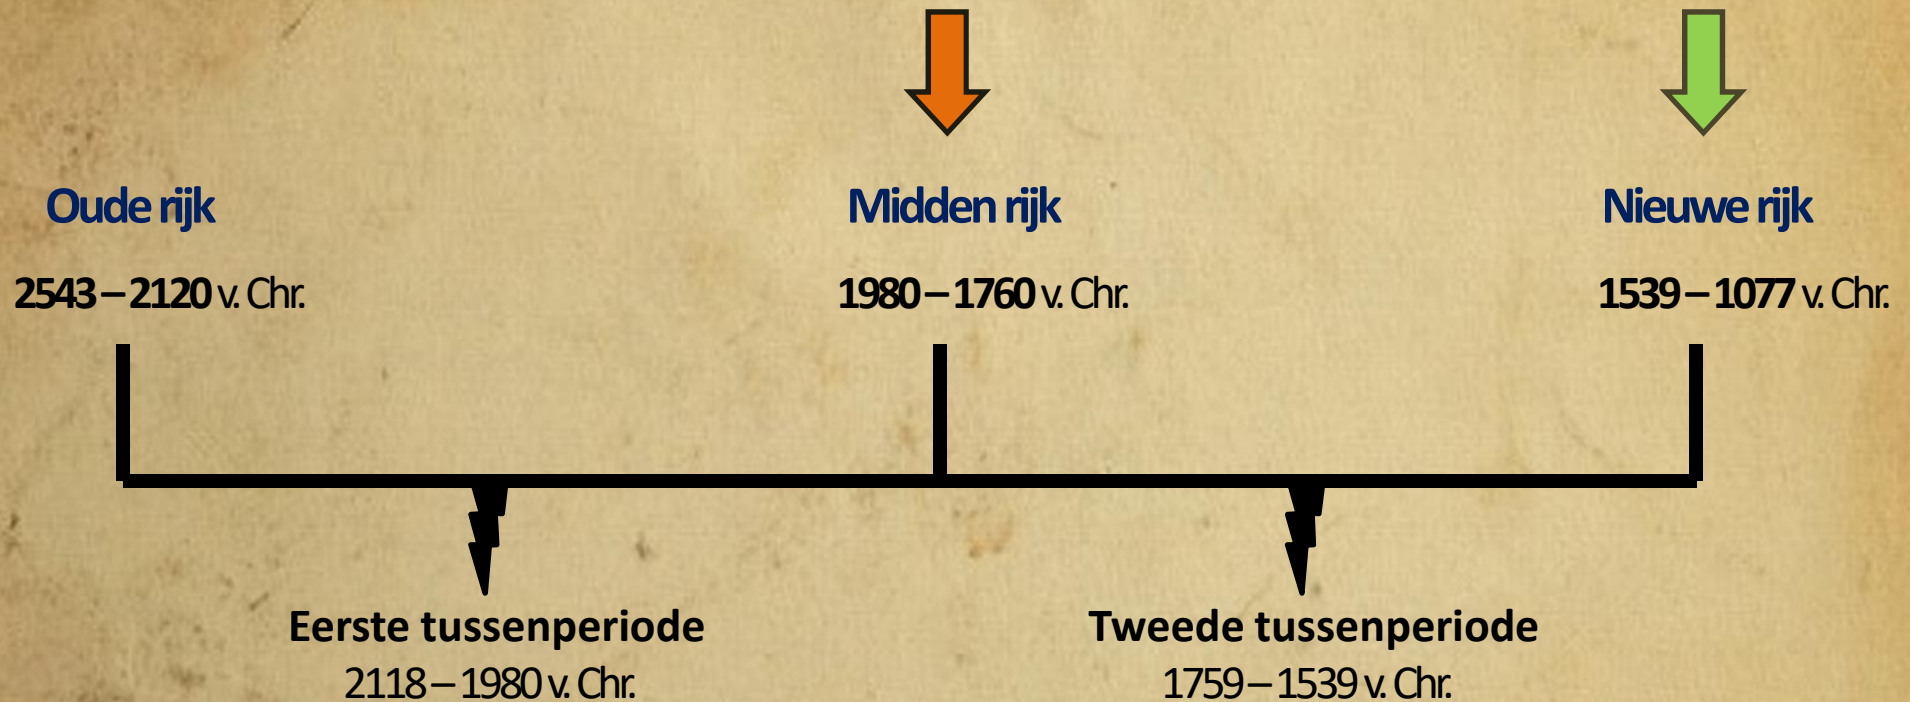 Oude rijk
2543 – 2120 v. Chr.
Midden rijk
1980 – 1760 v. Chr.
Nieuwe rijk
1539 – 1077 v. Chr.
Eerste tussenperiode
2118 – 1980 v. Chr.
Tweede tussenperiode
1759 – 1539 v. Chr.